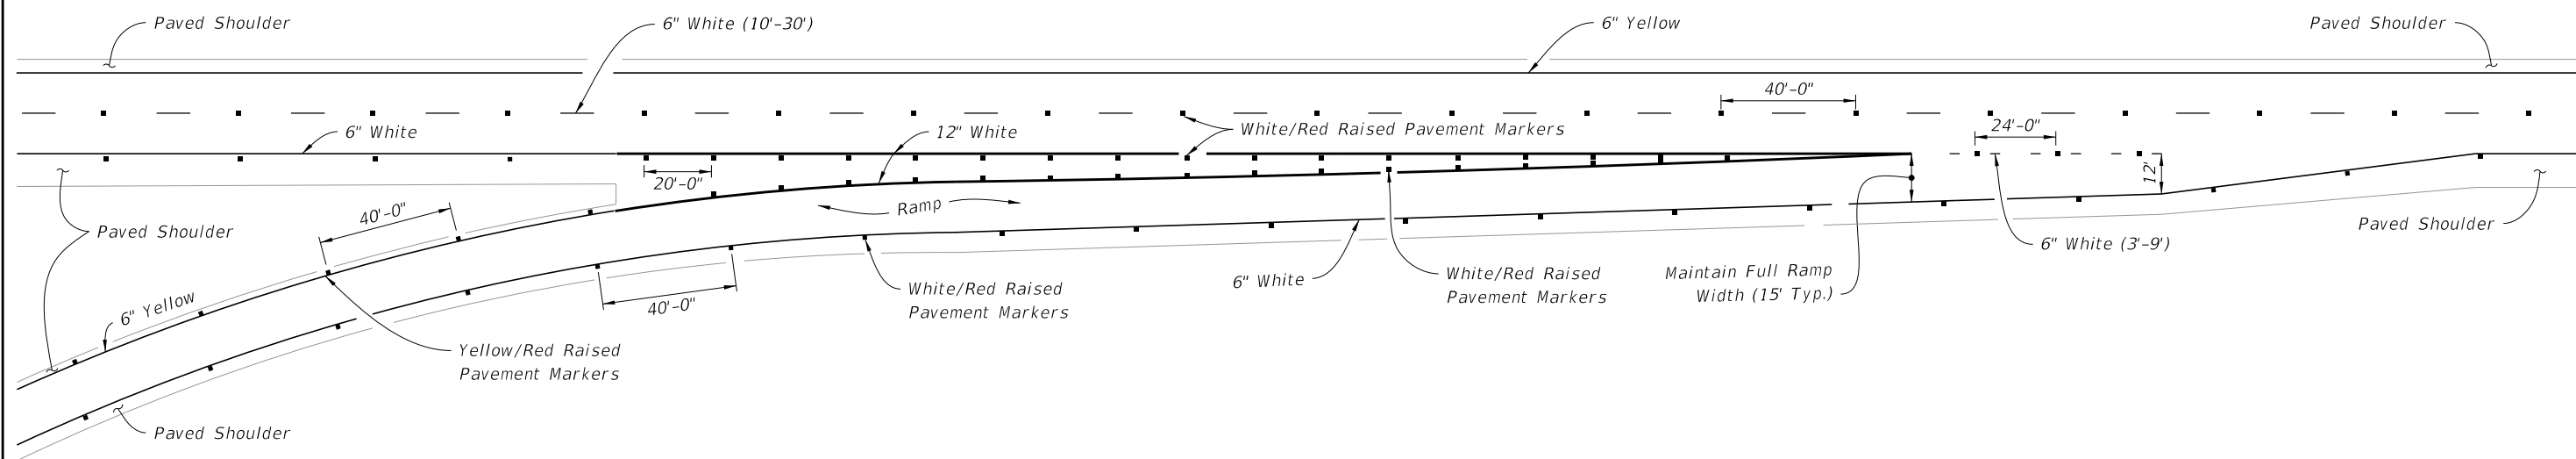 Paved Shoulder
6" White (10'-30')
6" Yellow
Paved Shoulder
40'-0"
6" White
12" White
White/Red Raised Pavement Markers
24'-0"
20'-0"
12'
40'-0"
Ramp
Paved Shoulder
Paved Shoulder
6" White (3'-9')
6" Yellow
40'-0"
White/Red Raised
Pavement Markers
6" White
White/Red Raised
Pavement Markers
Maintain Full Ramp
Width (15' Typ.)
Yellow/Red Raised
Pavement Markers
Paved Shoulder